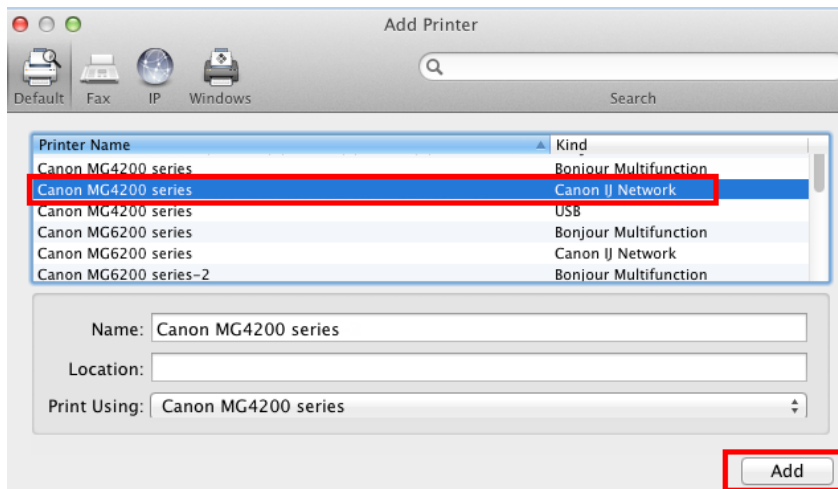 Add Printer
Default Fax IP Windows Search
Printer Name Kind
Canon MG4200 series Bonjour Multifunction
Canon MG4200 series Canon IJ Network
Canon MG4200 series USB
Canon MG6200 series Bonjour Multifunction
Canon MG6200 series Canon IJ Network
Canon MG6200 series-2 Bonjour Multifunction
Name: Canon MG4200 series
Location:
Print Using: Canon MG4200 series
Add